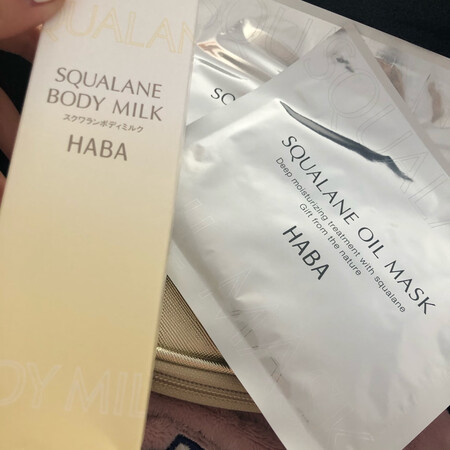 SQUALANE
BODY MILK
スクワランボディミルク
HABA
SQUALANE OIL MASK
Deep moisturizing treatment with squalane
Gift from the nature
HABA